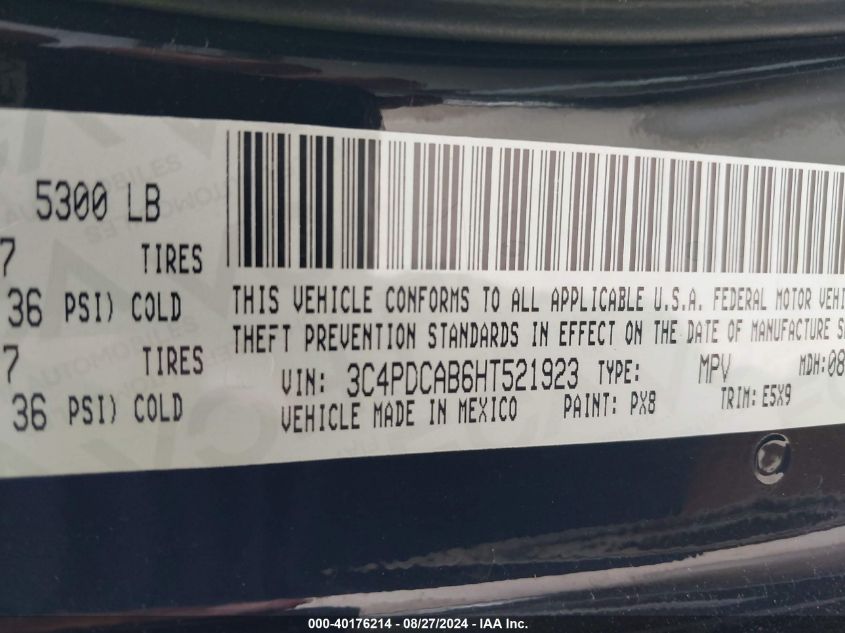 5300 LB
7 TIRES
36 PSI) COLD
7 TIRES
36 PSI) COLD
THIS VEHICLE CONFORMS TO ALL APPLICABLE U.S.A. FEDERAL MOTOR VEHI
THEFT PREVENTION STANDARDS IN EFFECT ON THE DATE OF MANUFACTURE S
VIN: 3C4PDCAB6HT521923 TYPE: MPV MDH:08
VEHICLE MADE IN MEXICO PAINT: PX8 TRIM: E5X9
000-40176214 - 08/27/2024 - IAA Inc.